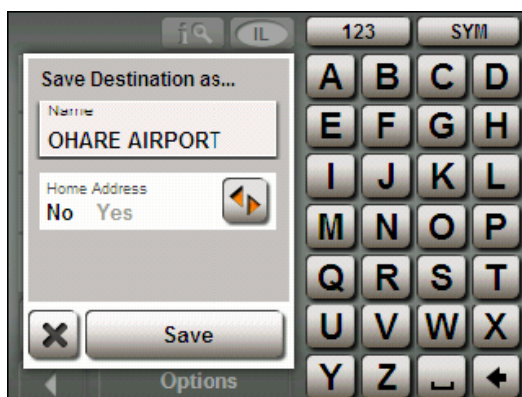 IL
123 SYM
Save Destination as...
Name
OHARE AIRPORT
Home Address
No Yes
Save
Options
A B C D
E F G H
I J K L
M N O P
Q R S T
U V W X
Y Z